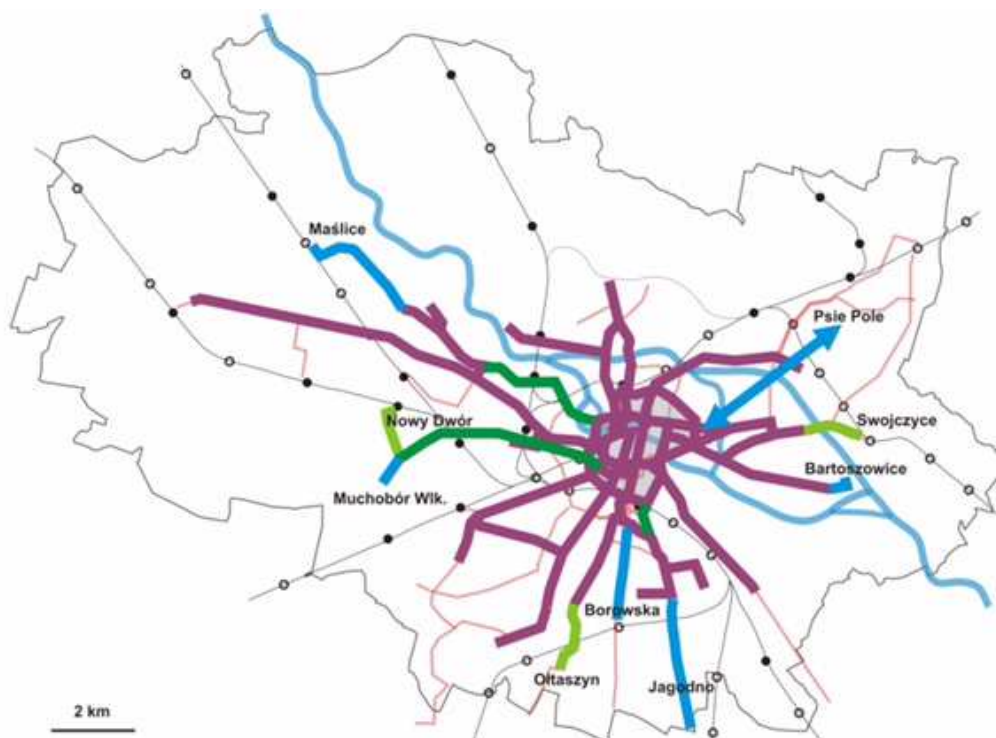 Maślice
Psie Pole
Nowy Dwór
Swojczyce
Bartoszowice
Muchobór Wlk.
Borowska
Ołtaszyn
Jagodno
2 km